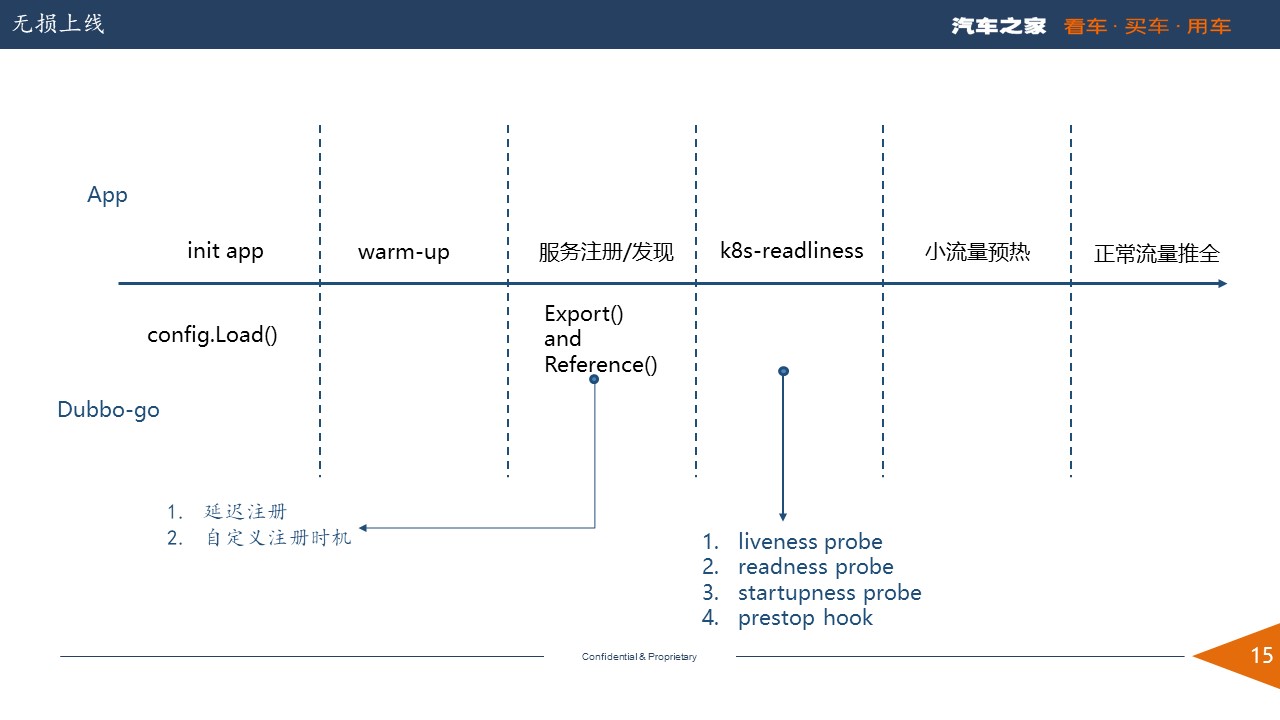 无损上线
汽车之家 看车·买车·用车
App
init app
warm-up
服务注册/发现
k8s-readliness
小流量预热
正常流量推全
config.Load()
Export()
and
Reference()
Dubbo-go
1. 延迟注册
2. 自定义注册时机
1. liveness probe
2. readness probe
3. startupness probe
4. prestop hook
Confidential & Proprietary
15